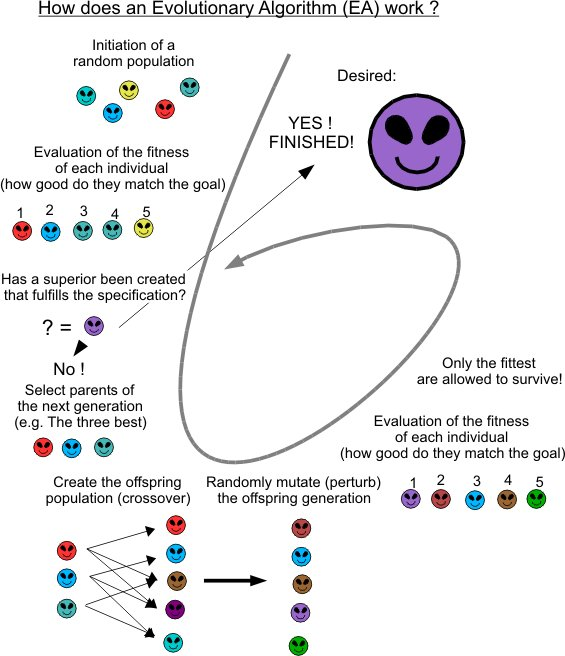 How does an Evolutionary Algorithm (EA) work ?
Initiation of a
random population
Desired:
YES !
FINISHED!
Evaluation of the fitness
of each individual
(how good do they match the goal)
1 2 3 4 5
Has a superior been created
that fulfills the specification?
? =
No !
Select parents of
the next generation
(e.g. The three best)
Only the fittest
are allowed to survive!
Evaluation of the fitness
of each individual
(how good do they match the goal)
1 2 3 4 5
Create the offspring
population (crossover)
Randomly mutate (perturb)
the offspring generation